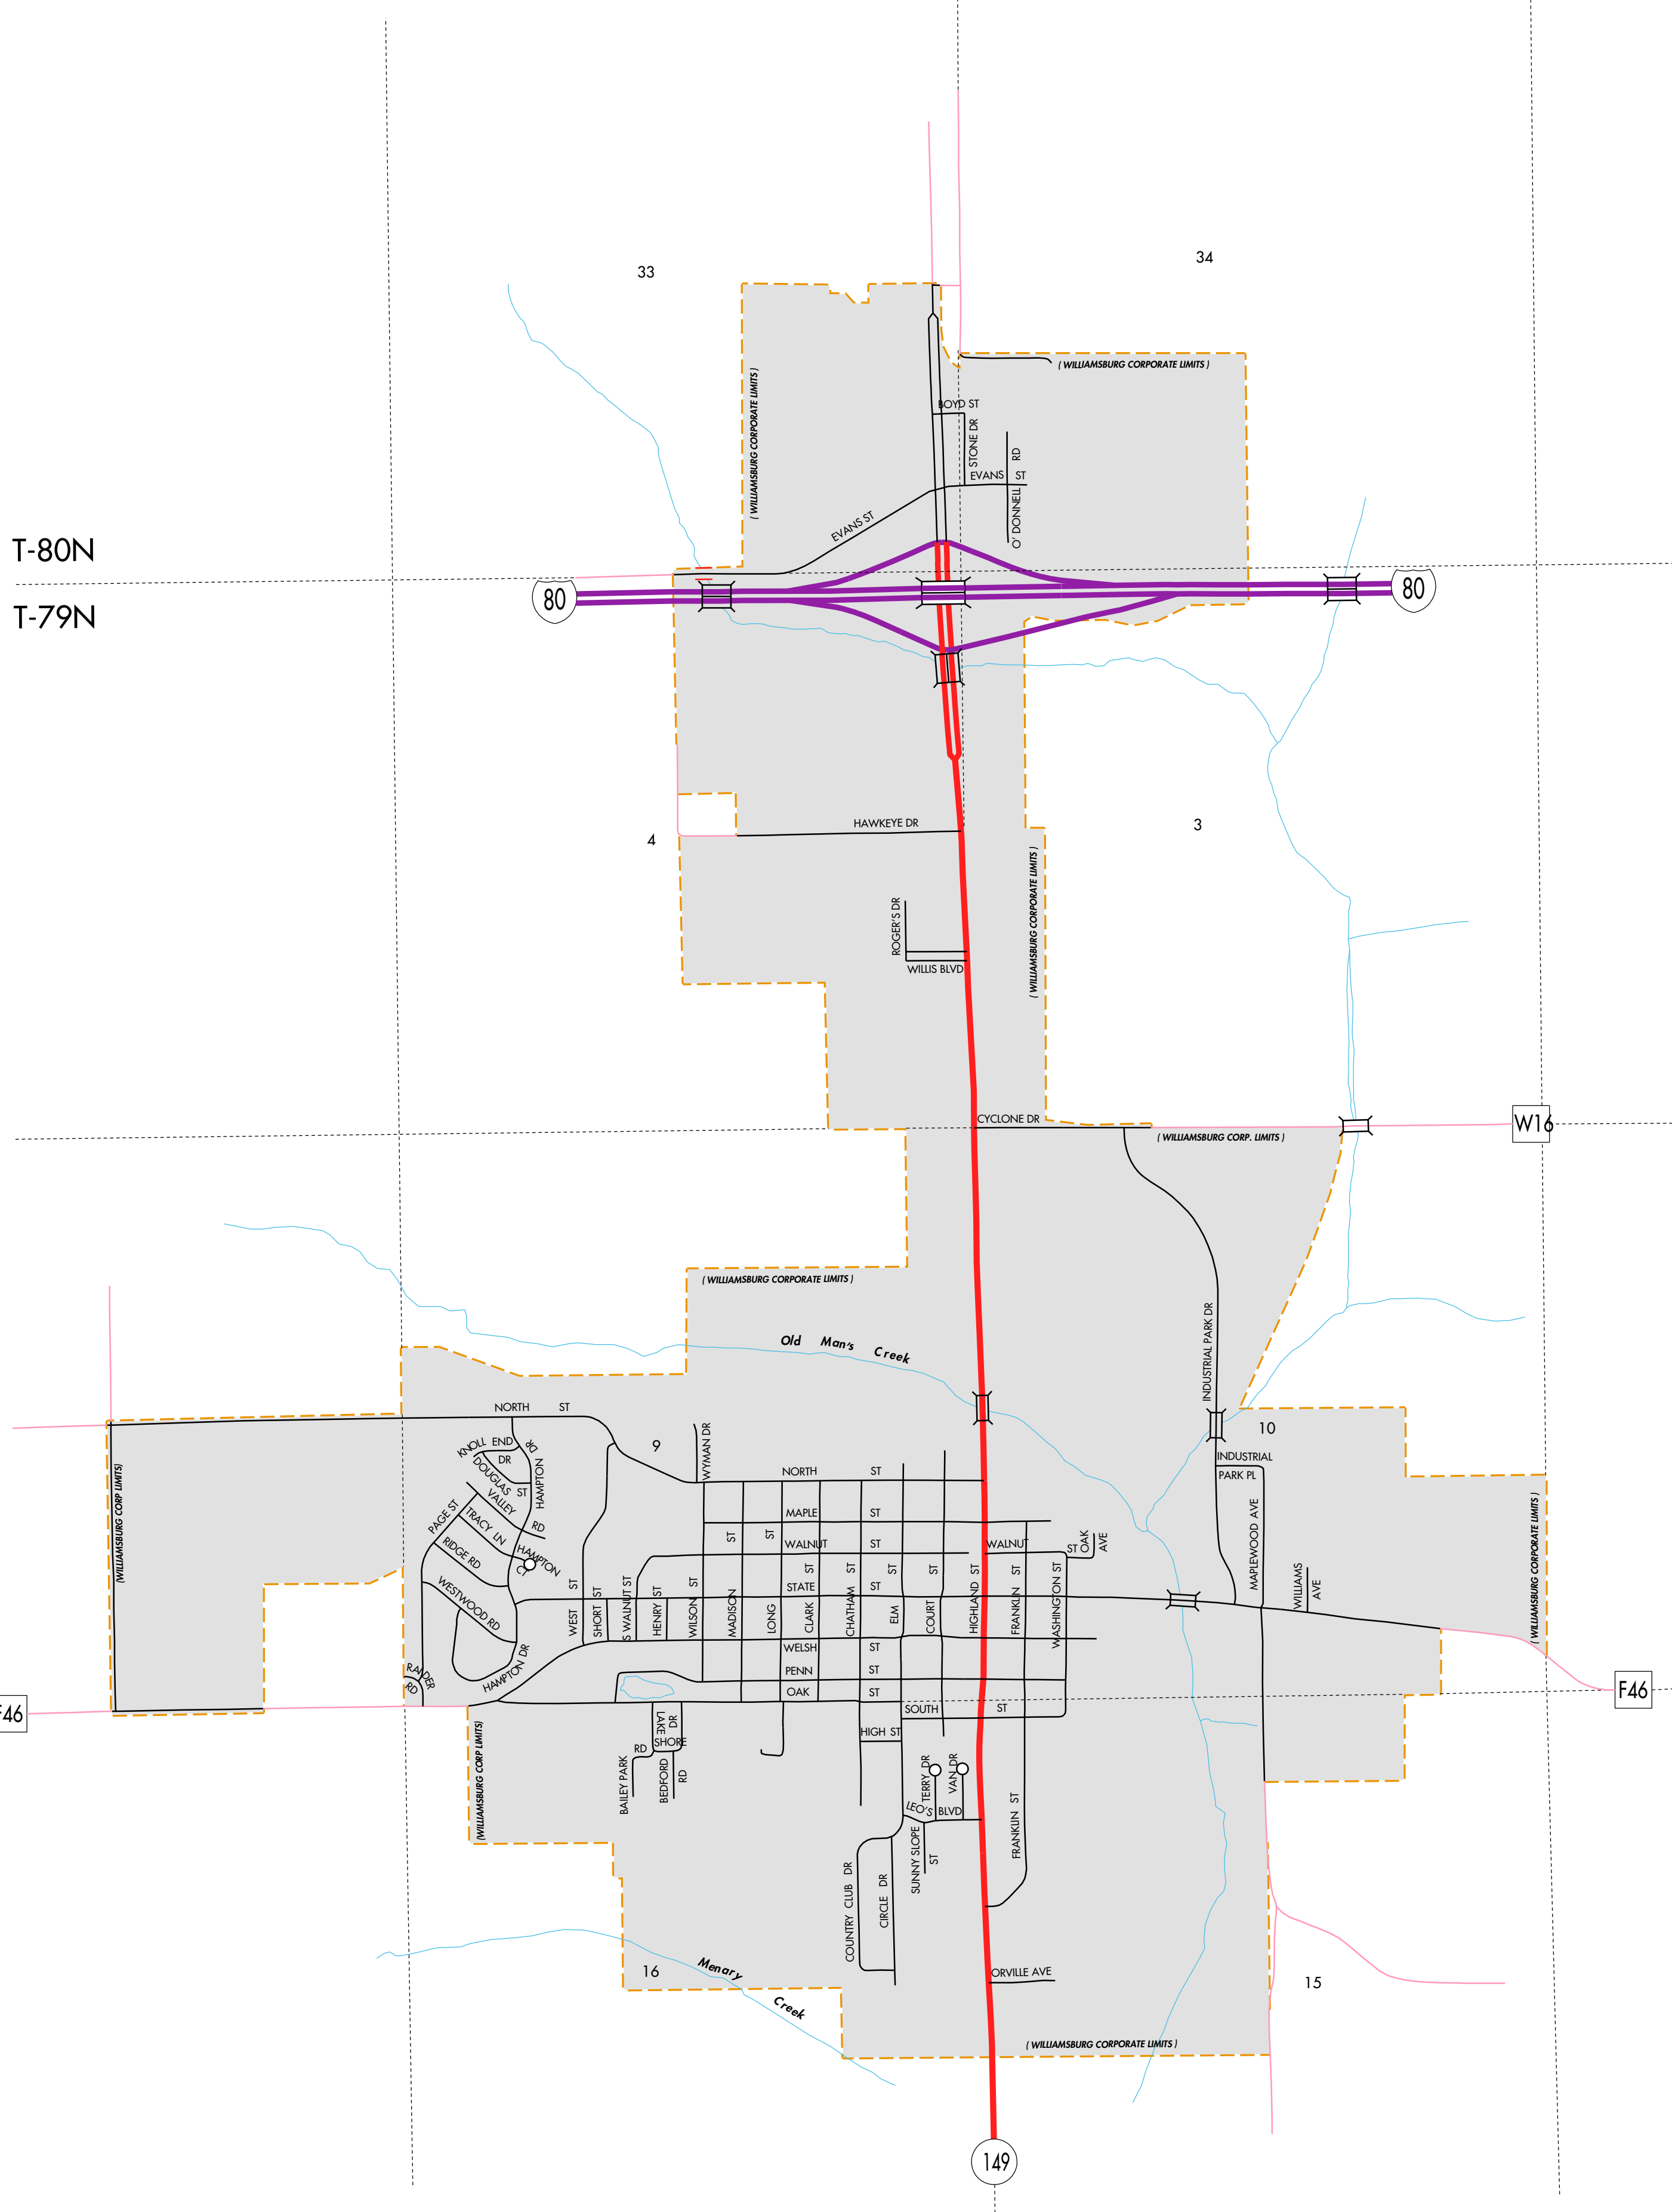 33
34
( WILLIAMSBURG CORPORATE LIMITS )
( WILLIAMSBURG CORPORATE LIMITS )
BOYD ST
STONE DR
EVANS ST
O' DONNELL RD
EVANS ST
T-80N
T-79N
80
80
4
3
HAWKEYE DR
( WILLIAMSBURG CORPORATE LIMITS )
ROGER'S DR
WILLIS BLVD
CYCLONE DR
( WILLIAMSBURG CORP. LIMITS )
W16
( WILLIAMSBURG CORPORATE LIMITS )
Old Man's Creek
INDUSTRIAL PARK DR
NORTH ST
9
10
KNOLL END
DR
HAMPTON DR
DOUGLAS ST
WYMAN DR
INDUSTRIAL
PARK PL
NORTH ST
(WILLIAMSBURG CORP LIMITS)
VALLEY RD
PAGE ST
TRACY LN
RIDGE RD
HAMPTON
CT
WESTWOOD RD
MAPLE ST
WALNUT ST
WALNUT ST
OAK
AVE
MAPLEWOOD AVE
WILLIAMS
AVE
( WILLIAMSBURG CORPORATE LIMITS )
STATE ST
WEST ST
SHORT ST
S WALNUT ST
HENRY ST
WILSON ST
MADISON ST
LONG ST
CLARK ST
CHATHAM ST
ELM ST
COURT ST
HIGHLAND ST
FRANKLIN ST
WASHINGTON ST
WELSH ST
HAMPTON DR
RAIDER
RD
PENN ST
OAK ST
F46
F46
SOUTH ST
LAKE
SHORE
RD
HIGH ST
(WILLIAMSBURG CORP LIMITS)
BAILEY PARK
RD
BEDFORD
RD
TERRY DR
VAN DR
LEO'S BLVD
SUNNY SLOPE
ST
FRANKLIN ST
COUNTRY CLUB DR
CIRCLE DR
16
Menary
Creek
ORVILLE AVE
15
( WILLIAMSBURG CORPORATE LIMITS )
149